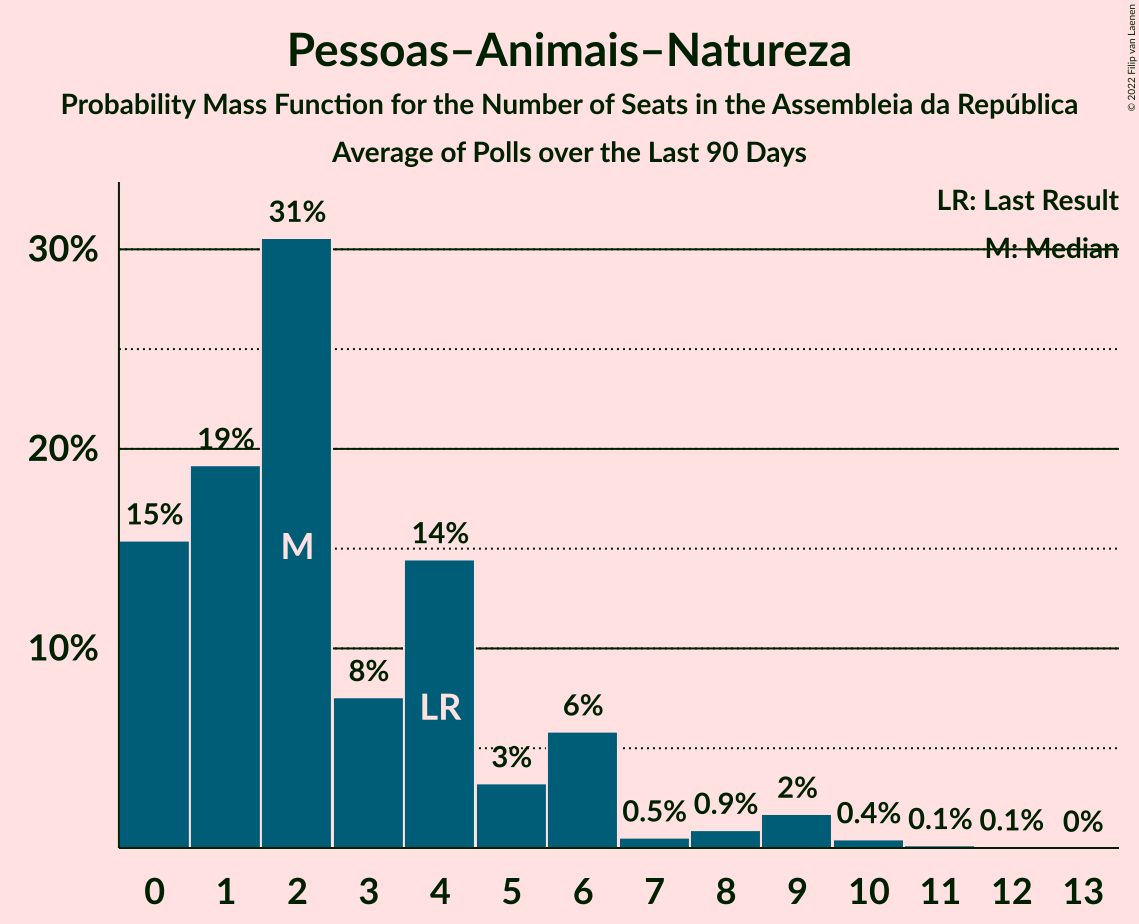 Pessoas–Animais–Natureza
Probability Mass Function for the Number of Seats in the Assembleia da República
Average of Polls over the Last 90 Days
© 2022 Filip van Laenen
LR: Last Result
M: Median
30%
20%
10%
15%
19%
31%
8%
14%
3%
6%
0.5%
0.9%
2%
0.4%
0.1%
0.1%
0%
M
LR
0 1 2 3 4 5 6 7 8 9 10 11 12 13